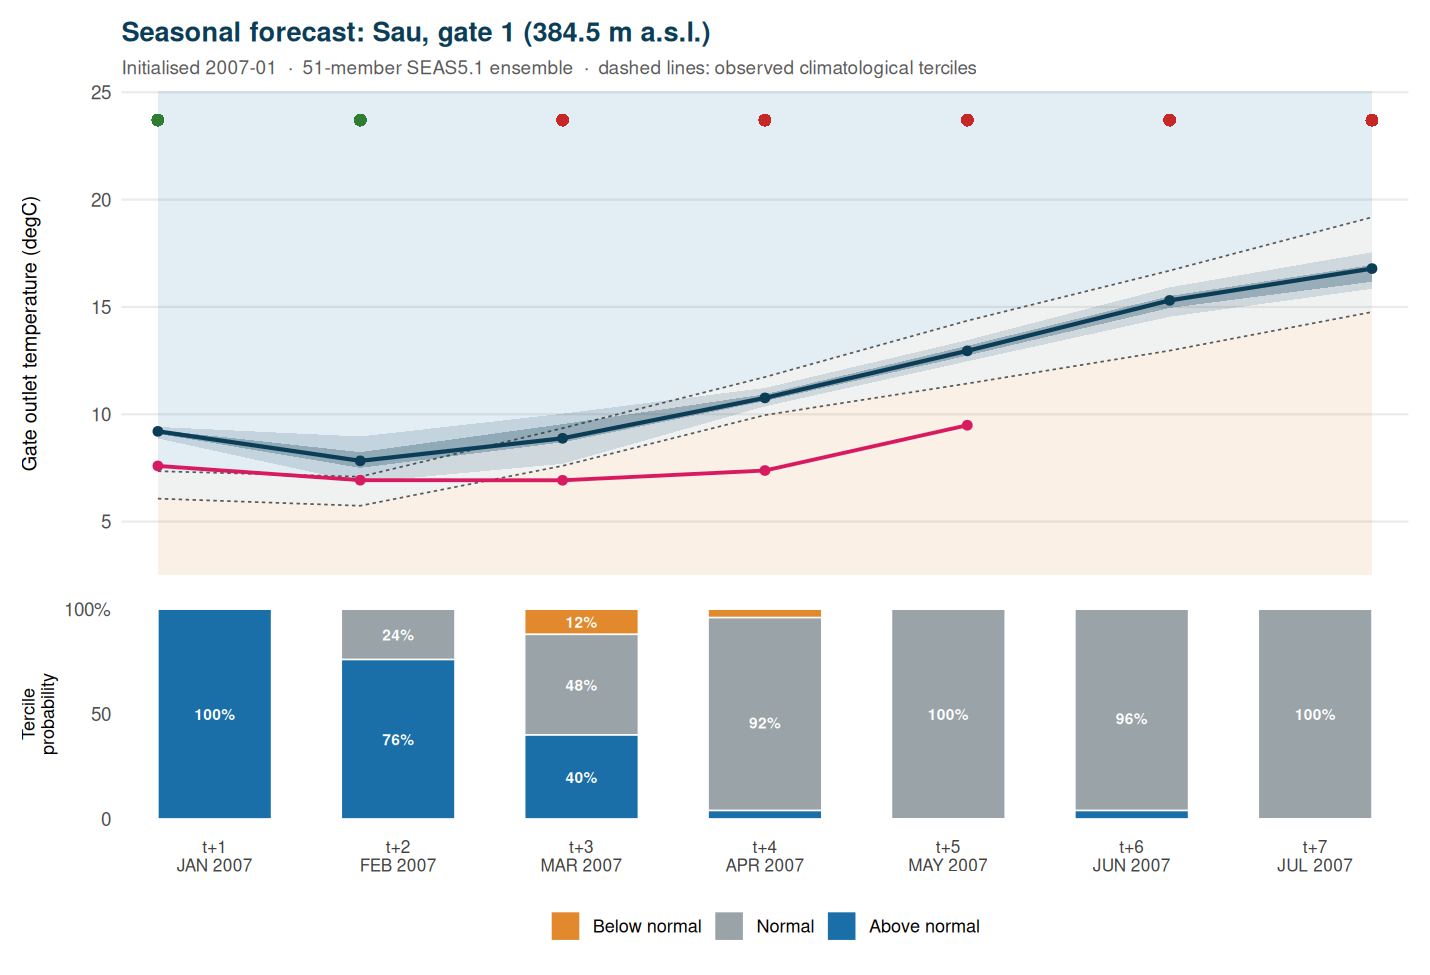 Seasonal forecast: Sau, gate 1 (384.5 m a.s.l.)
Initialised 2007-01 · 51-member SEAS5.1 ensemble · dashed lines: observed climatological terciles
Gate outlet temperature (degC)
25
20
15
10
5
Tercile
probability
100%
50
0
100%
24%
76%
12%
48%
40%
92%
100%
96%
100%
t+1
JAN 2007
t+2
FEB 2007
t+3
MAR 2007
t+4
APR 2007
t+5
MAY 2007
t+6
JUN 2007
t+7
JUL 2007
Below normal
Normal
Above normal